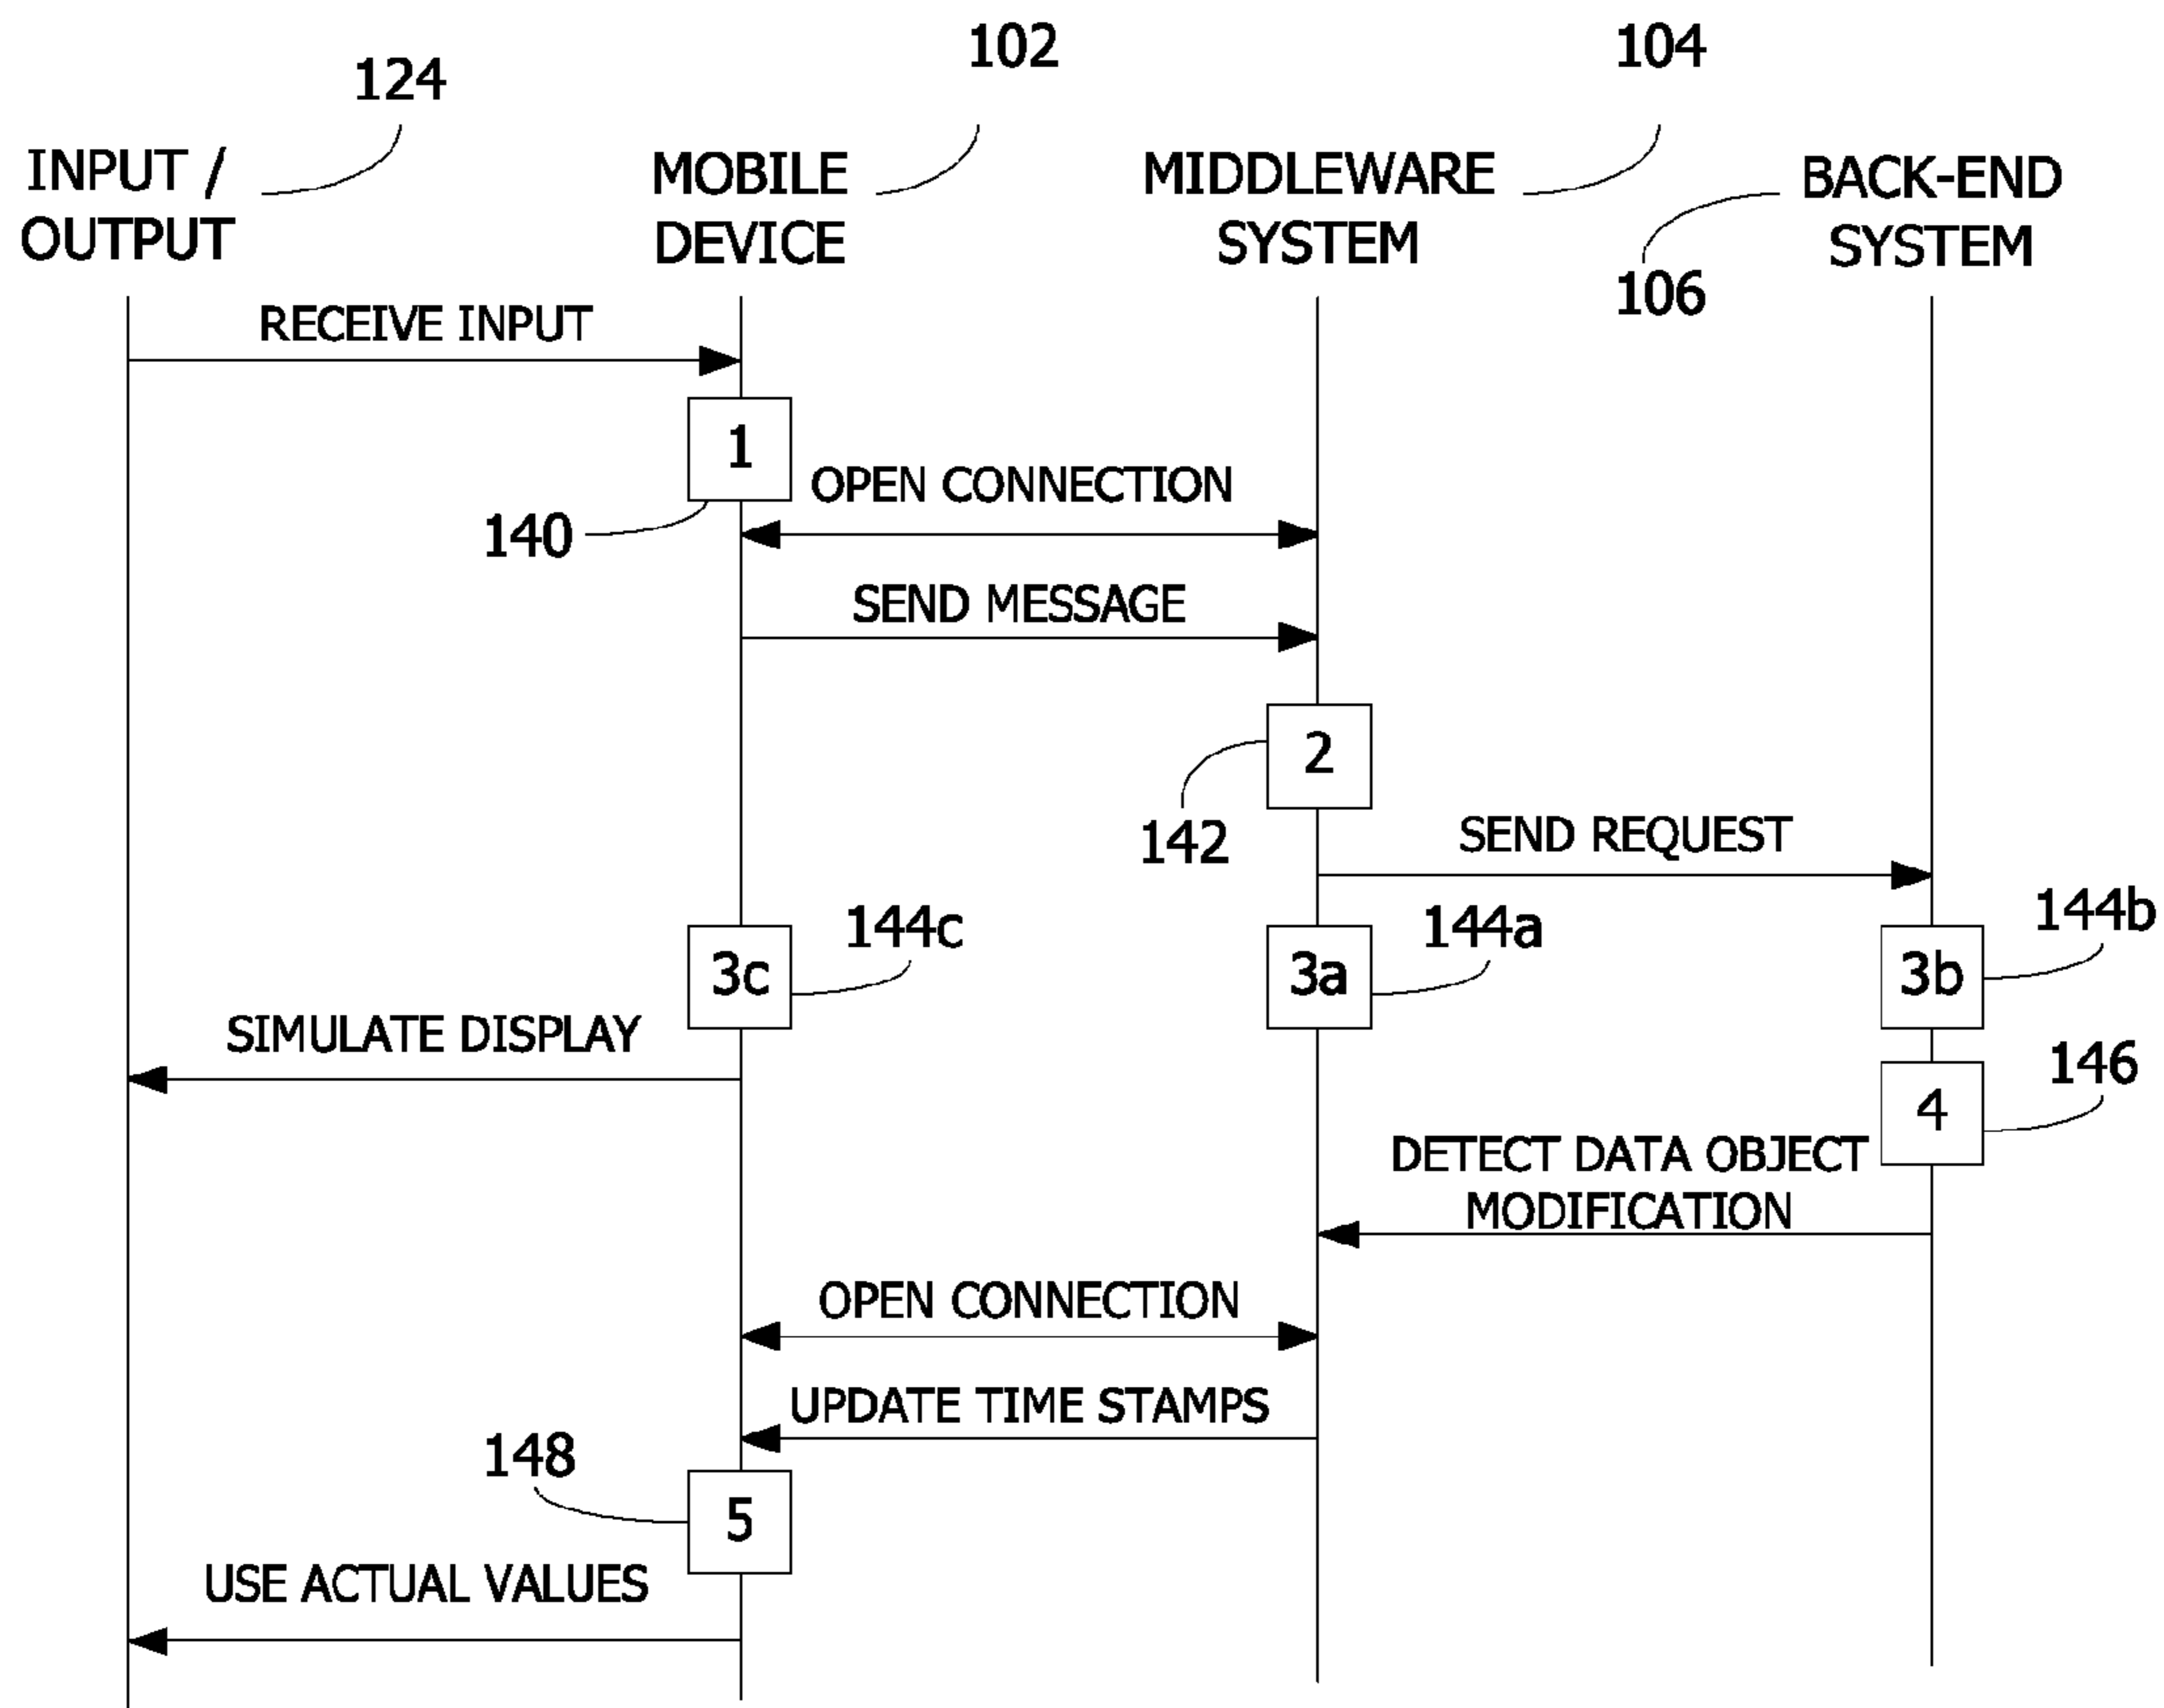 124
102
104
INPUT /
OUTPUT
MOBILE
DEVICE
MIDDLEWARE
SYSTEM
BACK-END
SYSTEM
106
RECEIVE INPUT
1
OPEN CONNECTION
140
SEND MESSAGE
2
142
SEND REQUEST
144c
144a
144b
3c
3a
3b
SIMULATE DISPLAY
146
4
DETECT DATA OBJECT
MODIFICATION
OPEN CONNECTION
UPDATE TIME STAMPS
148
5
USE ACTUAL VALUES